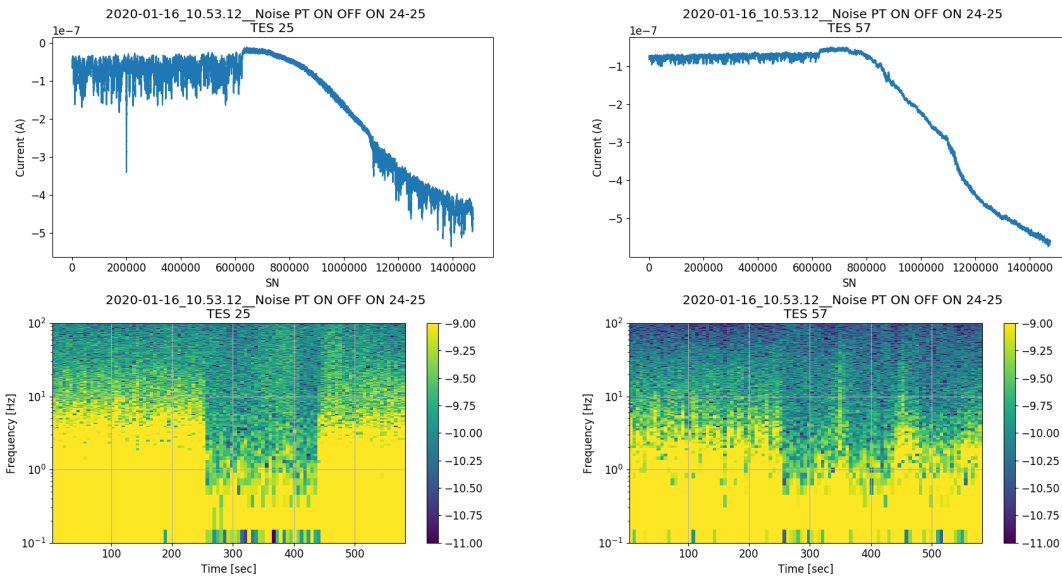 2020-01-16_10.53.12__Noise PT ON OFF ON 24-25
TES 25
1e−7
0
−1
−2
−3
−4
−5
Current (A)
0 200000 400000 600000 800000 1000000 1200000 1400000
SN
2020-01-16_10.53.12__Noise PT ON OFF ON 24-25
TES 57
1e−7
−1
−2
−3
−4
−5
Current (A)
0 200000 400000 600000 800000 1000000 1200000 1400000
SN
2020-01-16_10.53.12__Noise PT ON OFF ON 24-25
TES 25
10²
10¹
10⁰
10⁻¹
Frequency [Hz]
100 200 300 400 500
Time [sec]
−9.00
−9.25
−9.50
−9.75
−10.00
−10.25
−10.50
−10.75
−11.00
2020-01-16_10.53.12__Noise PT ON OFF ON 24-25
TES 57
10²
10¹
10⁰
10⁻¹
Frequency [Hz]
100 200 300 400 500
Time [sec]
−9.00
−9.25
−9.50
−9.75
−10.00
−10.25
−10.50
−10.75
−11.00